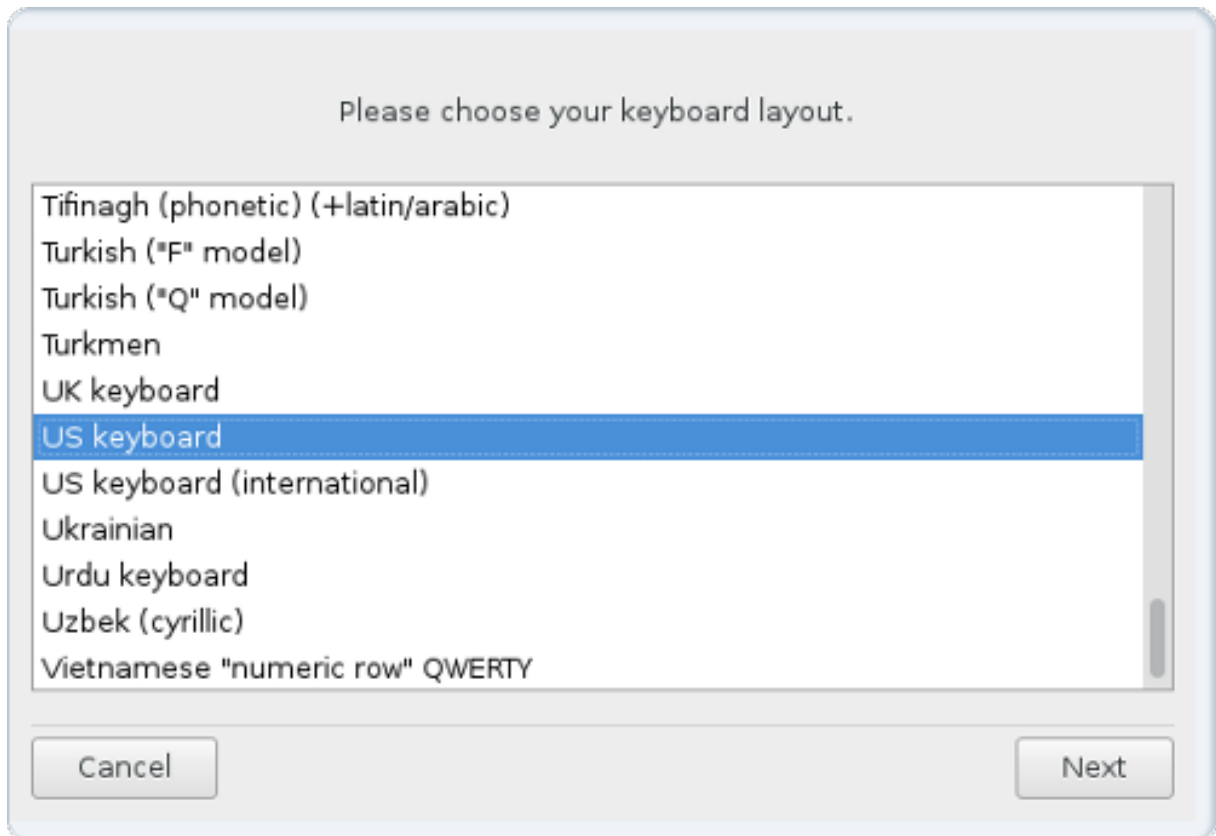 Please choose your keyboard layout.
Tifinagh (phonetic) (+latin/arabic)
Turkish ("F" model)
Turkish ("Q" model)
Turkmen
UK keyboard
US keyboard
US keyboard (international)
Ukrainian
Urdu keyboard
Uzbek (cyrillic)
Vietnamese "numeric row" QWERTY
Cancel
Next